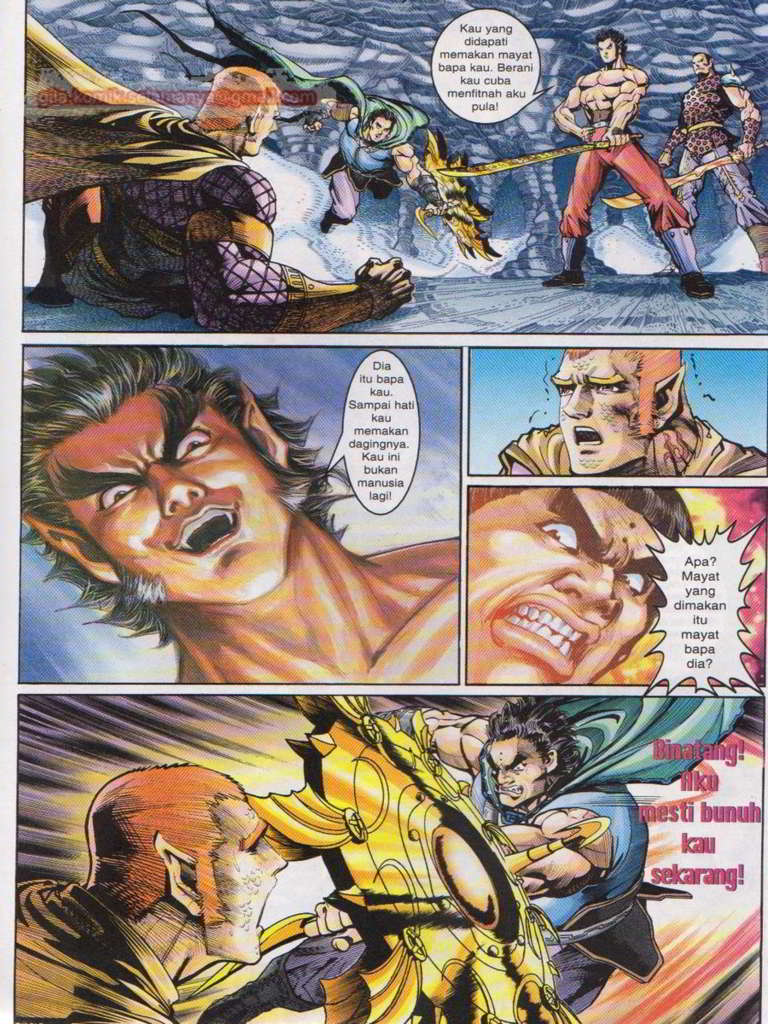 Kau yang
didapati
memakan mayat
bapa kau. Berani
kau cuba
menfitnah aku
pula!
Dia
itu bapa
kau.
Sampai hati
kau
memakan
dagingnya.
Kau ini
bukan
manusia
lagi!
Apa?
Mayat
yang
dimakan
itu
mayat
bapa
dia?
Binatang!
Aku
mesti bunuh
kau
sekarang!